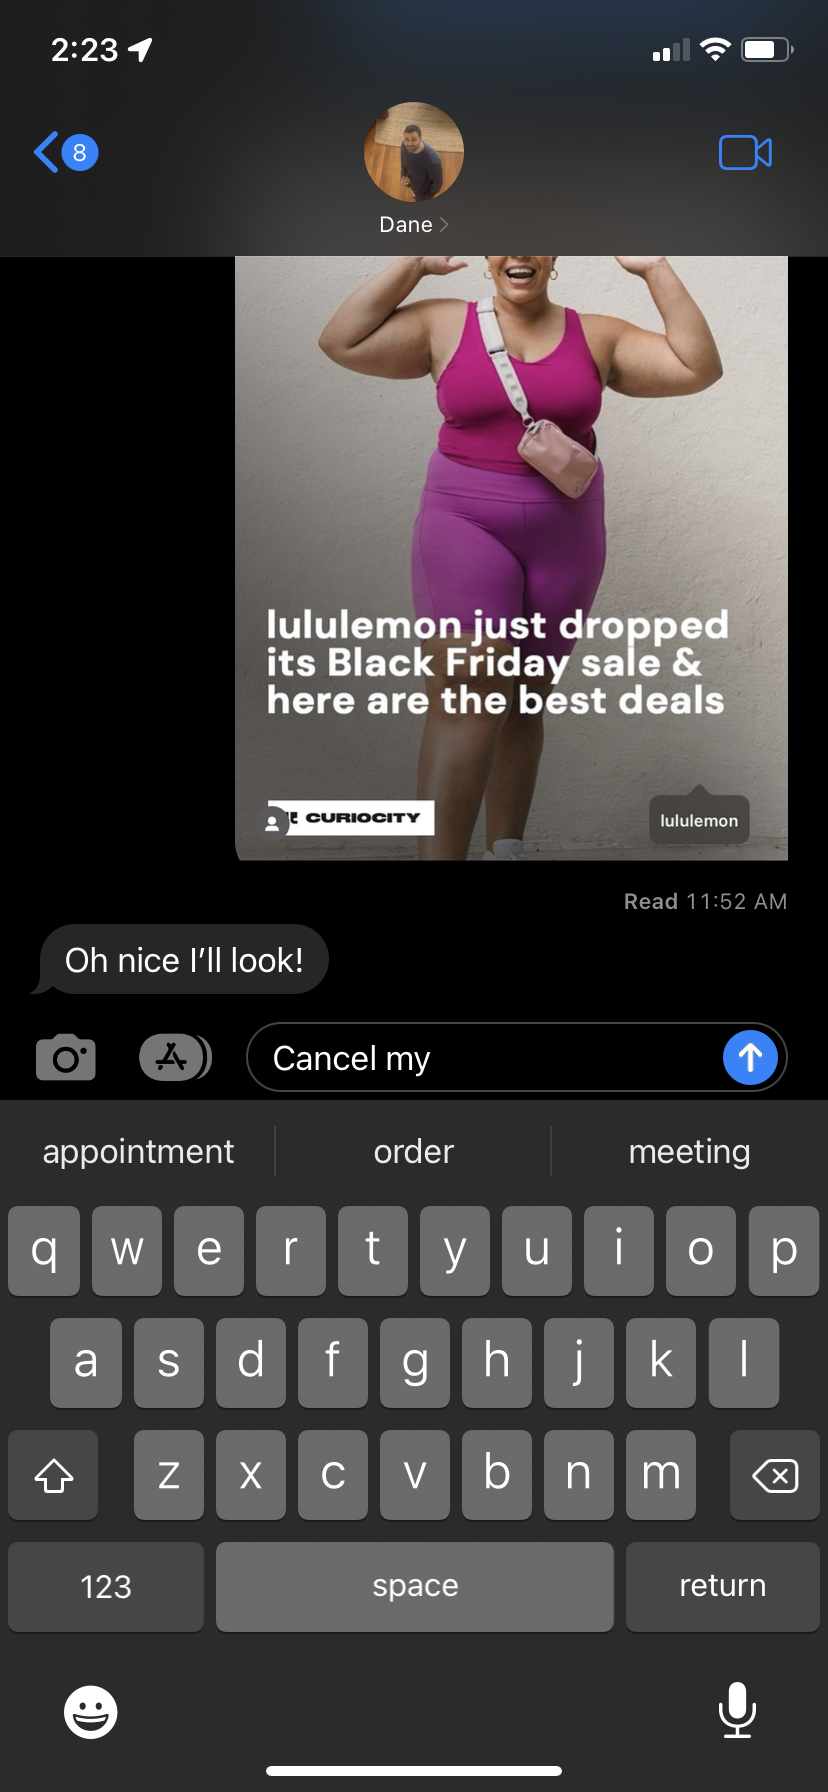 2:23
8
Dane
lululemon just dropped
its Black Friday sale &
here are the best deals
CURIOCITY
lululemon
Read 11:52 AM
Oh nice I’ll look!
Cancel my
appointment order meeting
q w e r t y u i o p
a s d f g h j k l
z x c v b n m
123 space return